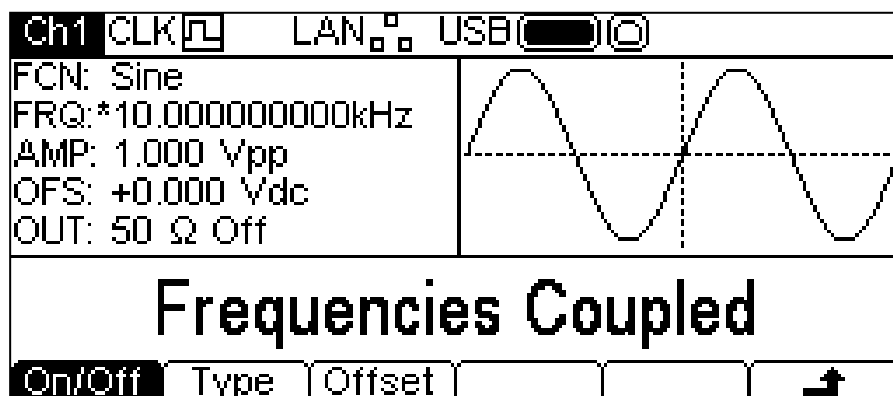 Ch1 CLK LAN USB
FCN: Sine
FRQ:*10.000000000kHz
AMP: 1.000 Vpp
OFS: +0.000 Vdc
OUT: 50 Ω Off
Frequencies Coupled
On/Off Type Offset